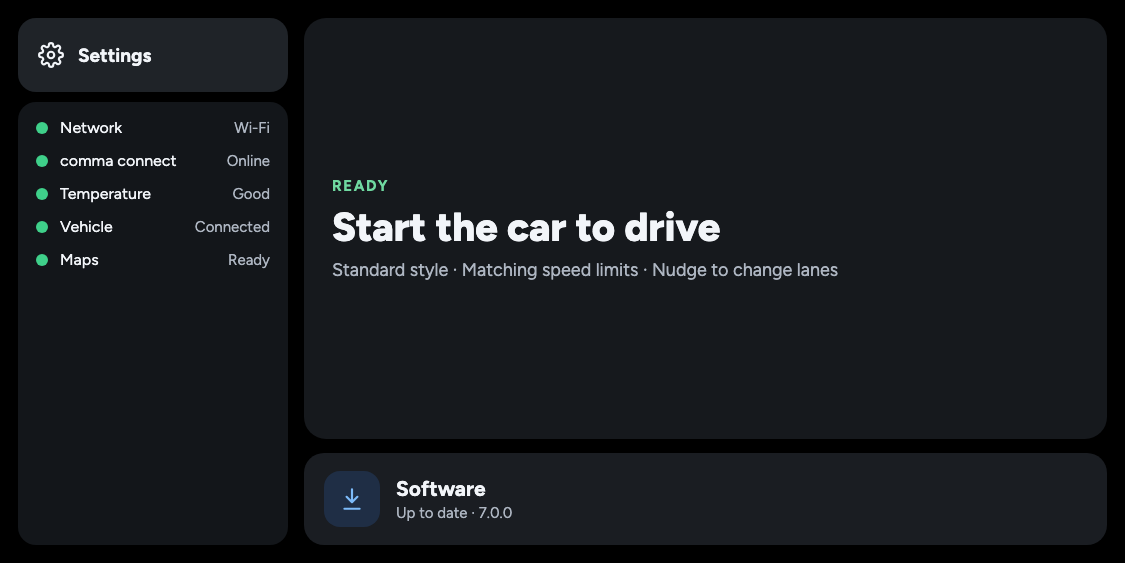 Settings
Network Wi-Fi
comma connect Online
Temperature Good
Vehicle Connected
Maps Ready
READY
Start the car to drive
Standard style · Matching speed limits · Nudge to change lanes
Software
Up to date · 7.0.0